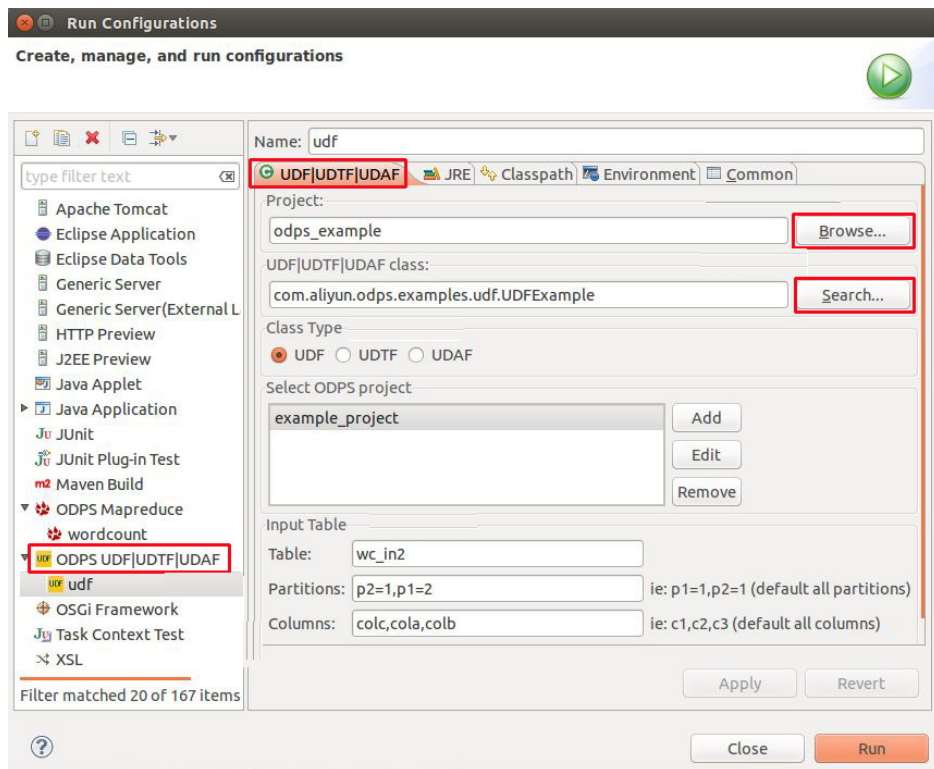 Run Configurations
Create, manage, and run configurations
type filter text
Apache Tomcat
Eclipse Application
Eclipse Data Tools
Generic Server
Generic Server(External L
HTTP Preview
J2EE Preview
Java Applet
Java Application
Ju JUnit
Jü JUnit Plug-in Test
m2 Maven Build
ODPS Mapreduce
wordcount
UDF ODPS UDF|UDTF|UDAF
UDF udf
OSGi Framework
Task Context Test
XSL
Filter matched 20 of 167 items
Name: udf
UDF|UDTF|UDAF JRE Classpath Environment Common
Project:
odps_example Browse...
UDF|UDTF|UDAF class:
com.aliyun.odps.examples.udf.UDFExample Search...
Class Type
UDF UDTF UDAF
Select ODPS project
example_project Add
Edit
Remove
Input Table
Table: wc_in2
Partitions: p2=1,p1=2 ie: p1=1,p2=1 (default all partitions)
Columns: colc,cola,colb ie: c1,c2,c3 (default all columns)
Apply Revert
? Close Run